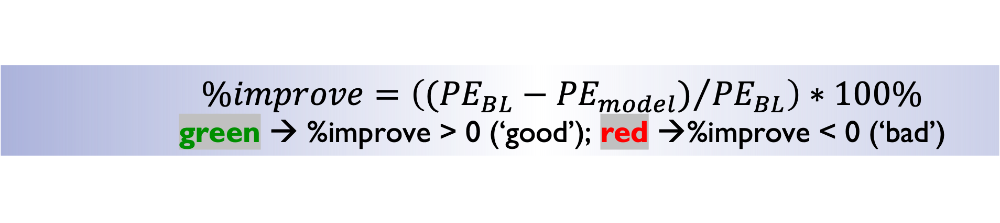 %improve = ((PE_BL − PE_model)/PE_BL) * 100%
green → %improve > 0 (‘good’); red →%improve < 0 (‘bad’)